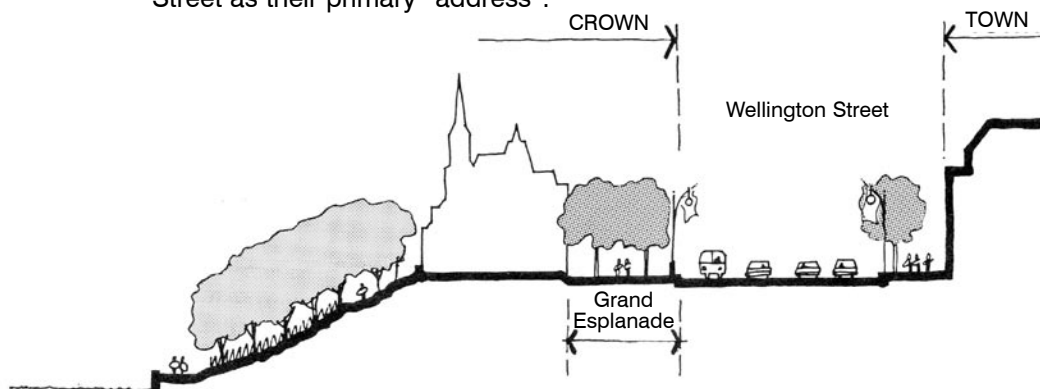 Street as their primary "address".
CROWN
TOWN
Wellington Street
Grand
Esplanade